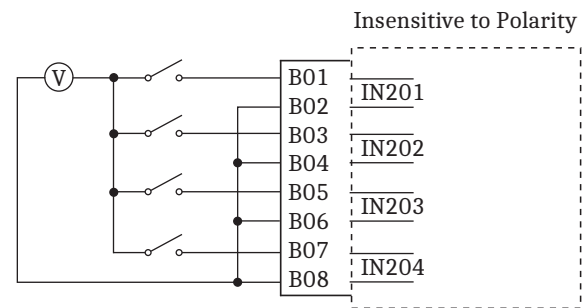 Insensitive to Polarity
V
B01
IN201
B02
B03
IN202
B04
B05
IN203
B06
B07
IN204
B08